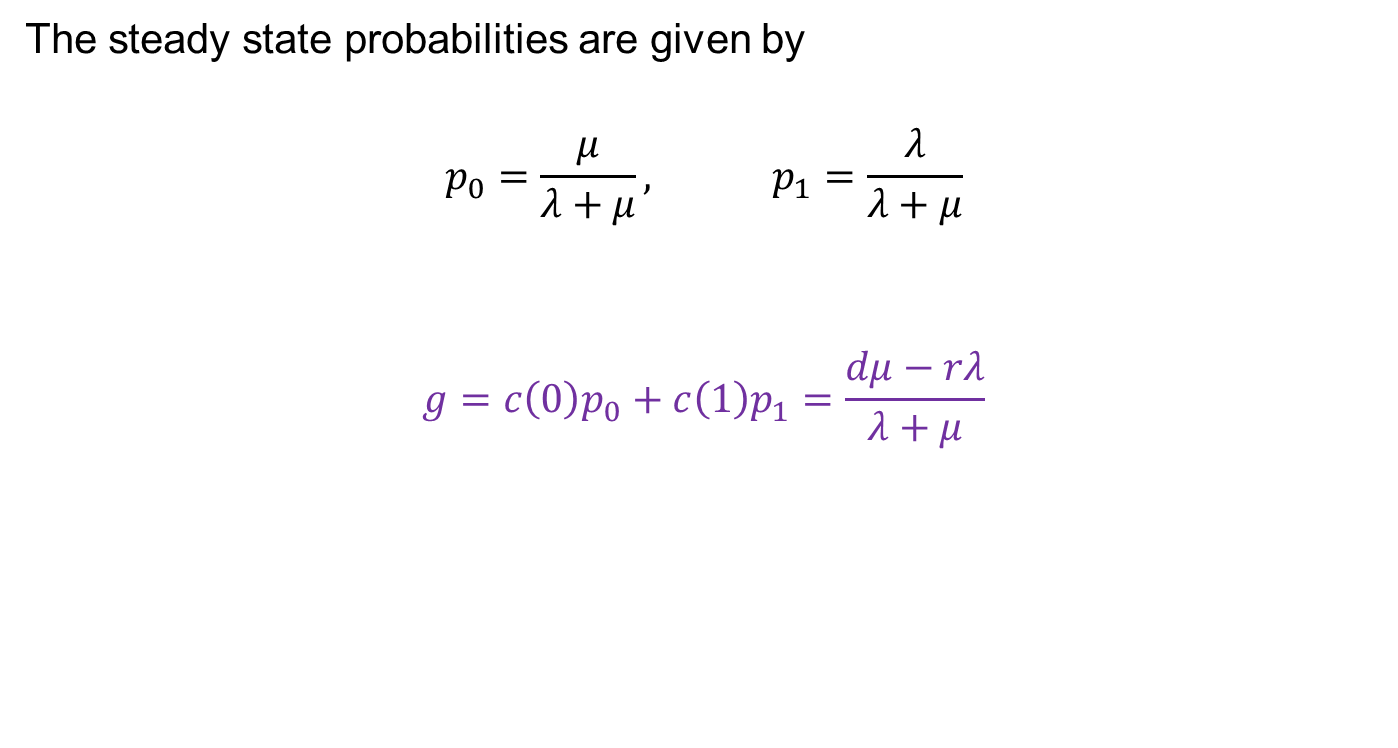 The steady state probabilities are given by
p₀ = μ/(λ + μ), p₁ = λ/(λ + μ)
g = c(0)p₀ + c(1)p₁ = (dμ − rλ)/(λ + μ)